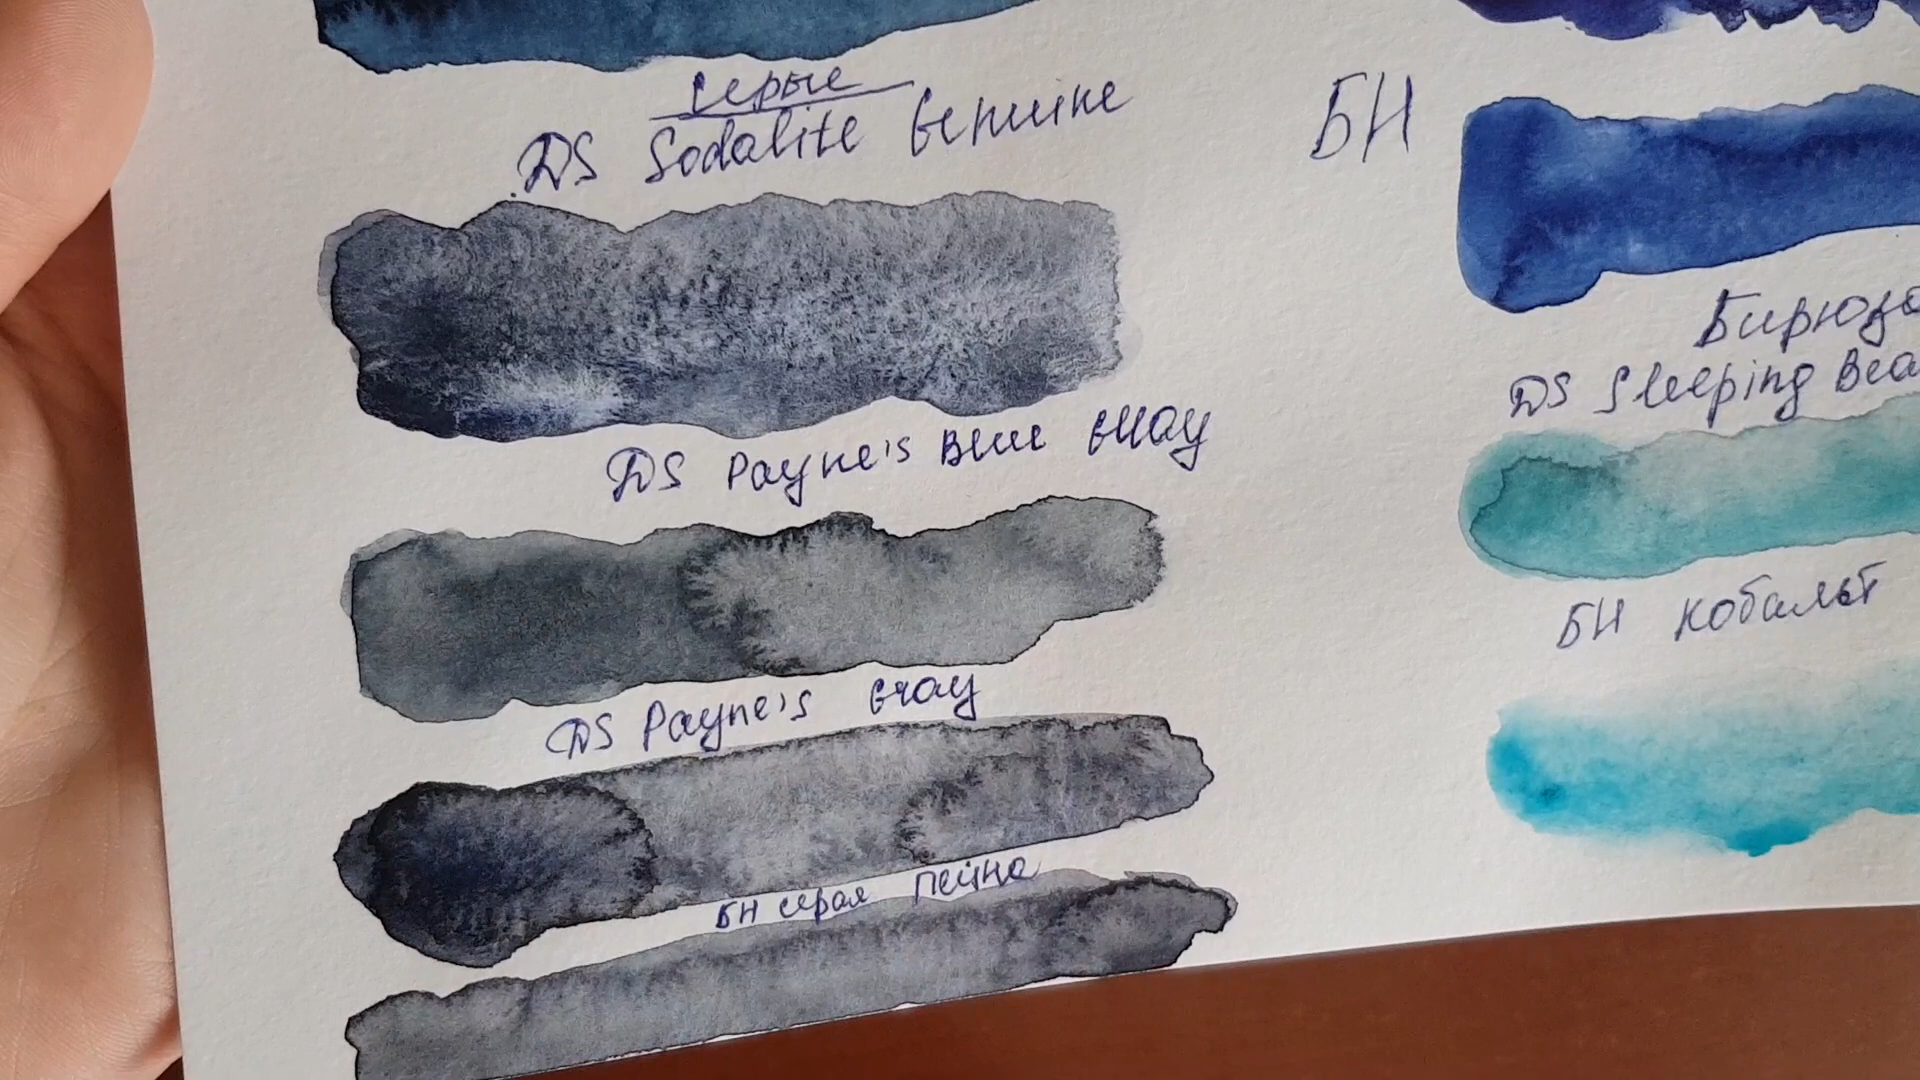 серые
DS Sodalite Genuine
DS Payne's Blue Gray
DS Payne's Gray
БН серая Пейна
БН
Бирюзо
DS Sleeping Bea
БН кобальт